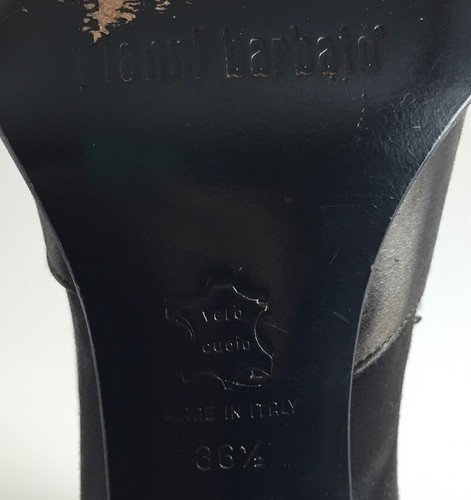 gianni barbato
vero
cuoio
MADE IN ITALY
36½